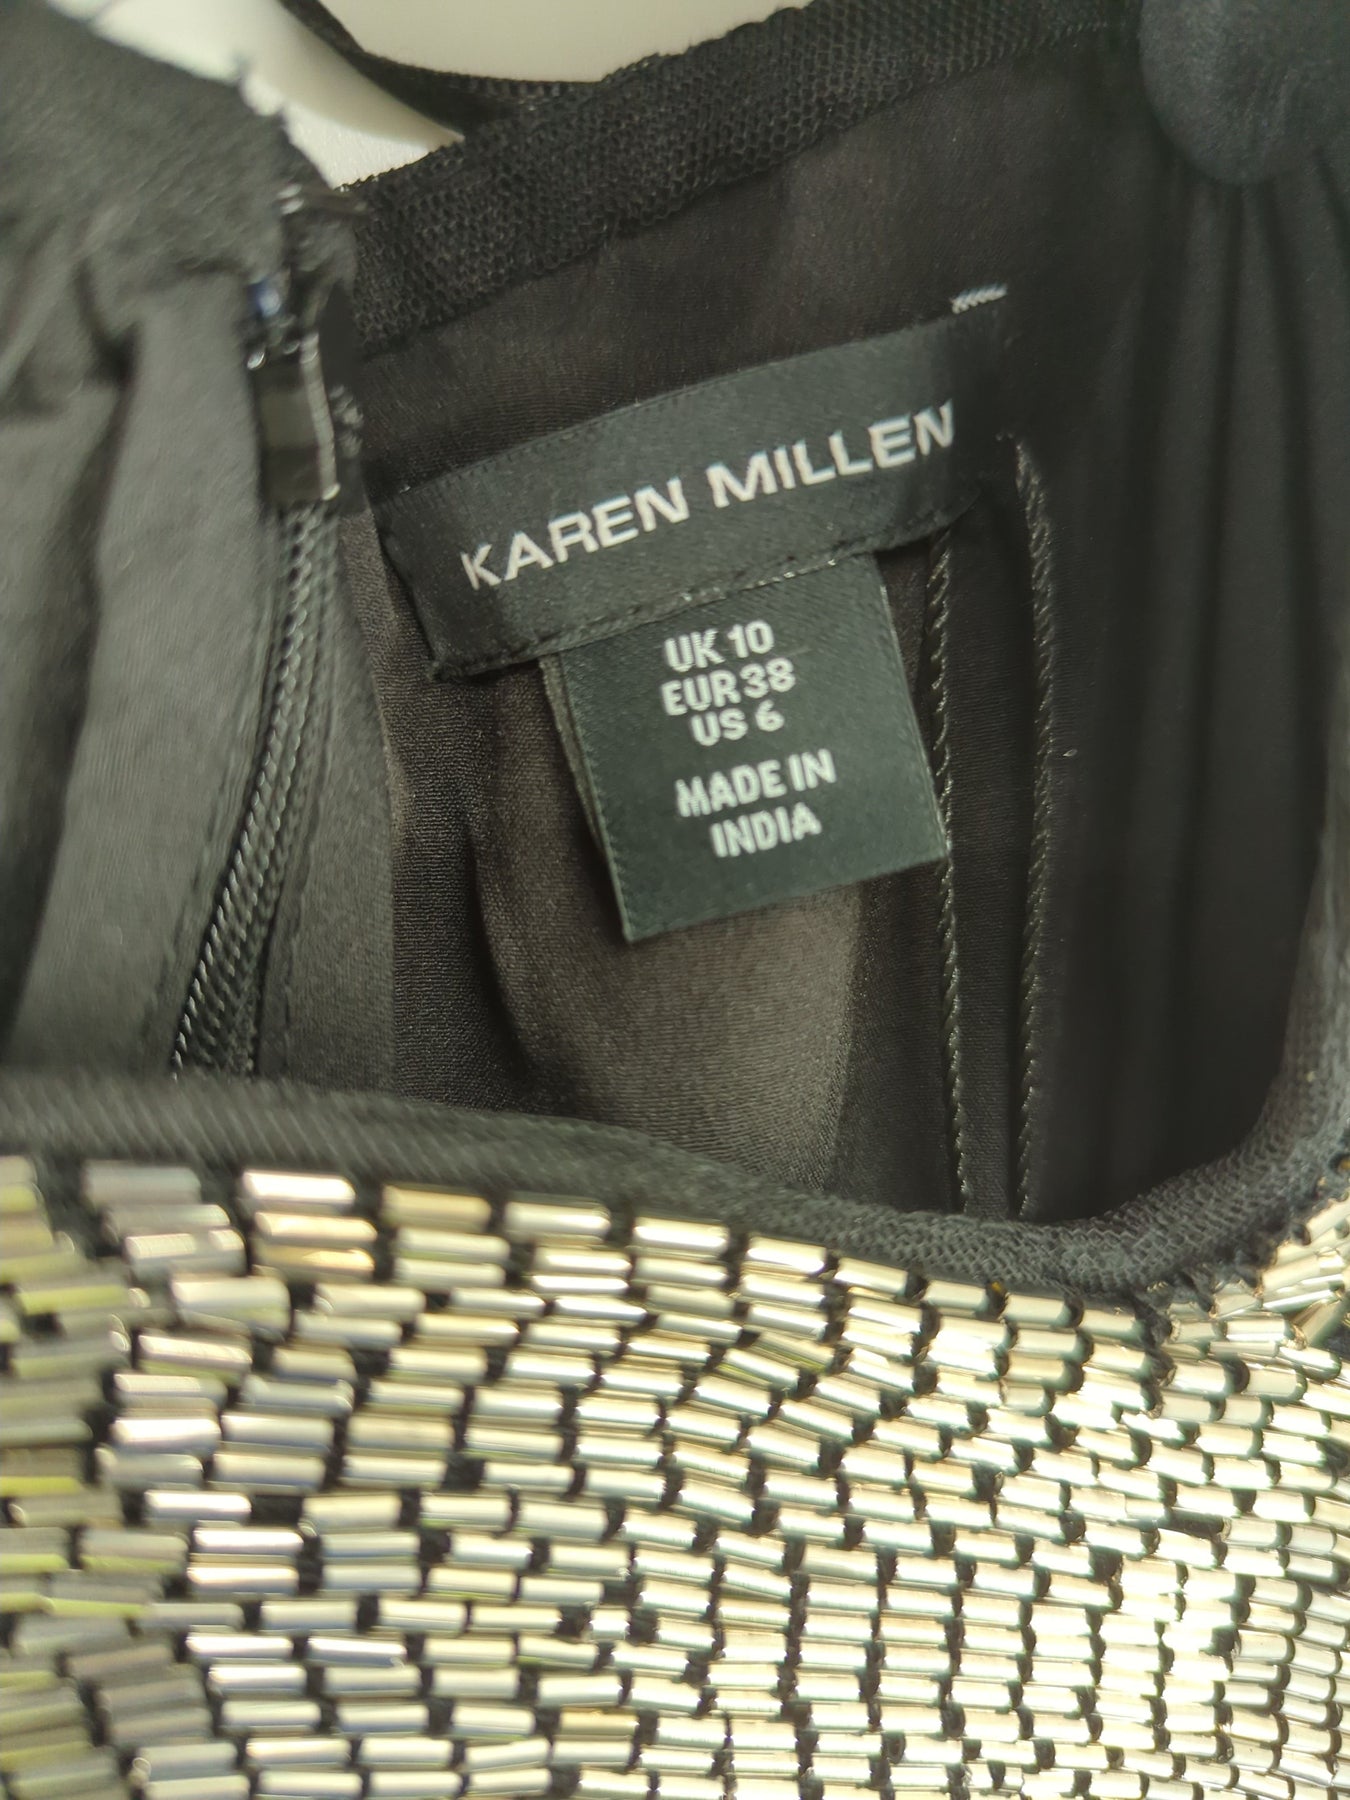 KAREN MILLEN
UK 10
EUR 38
US 6
MADE IN
INDIA